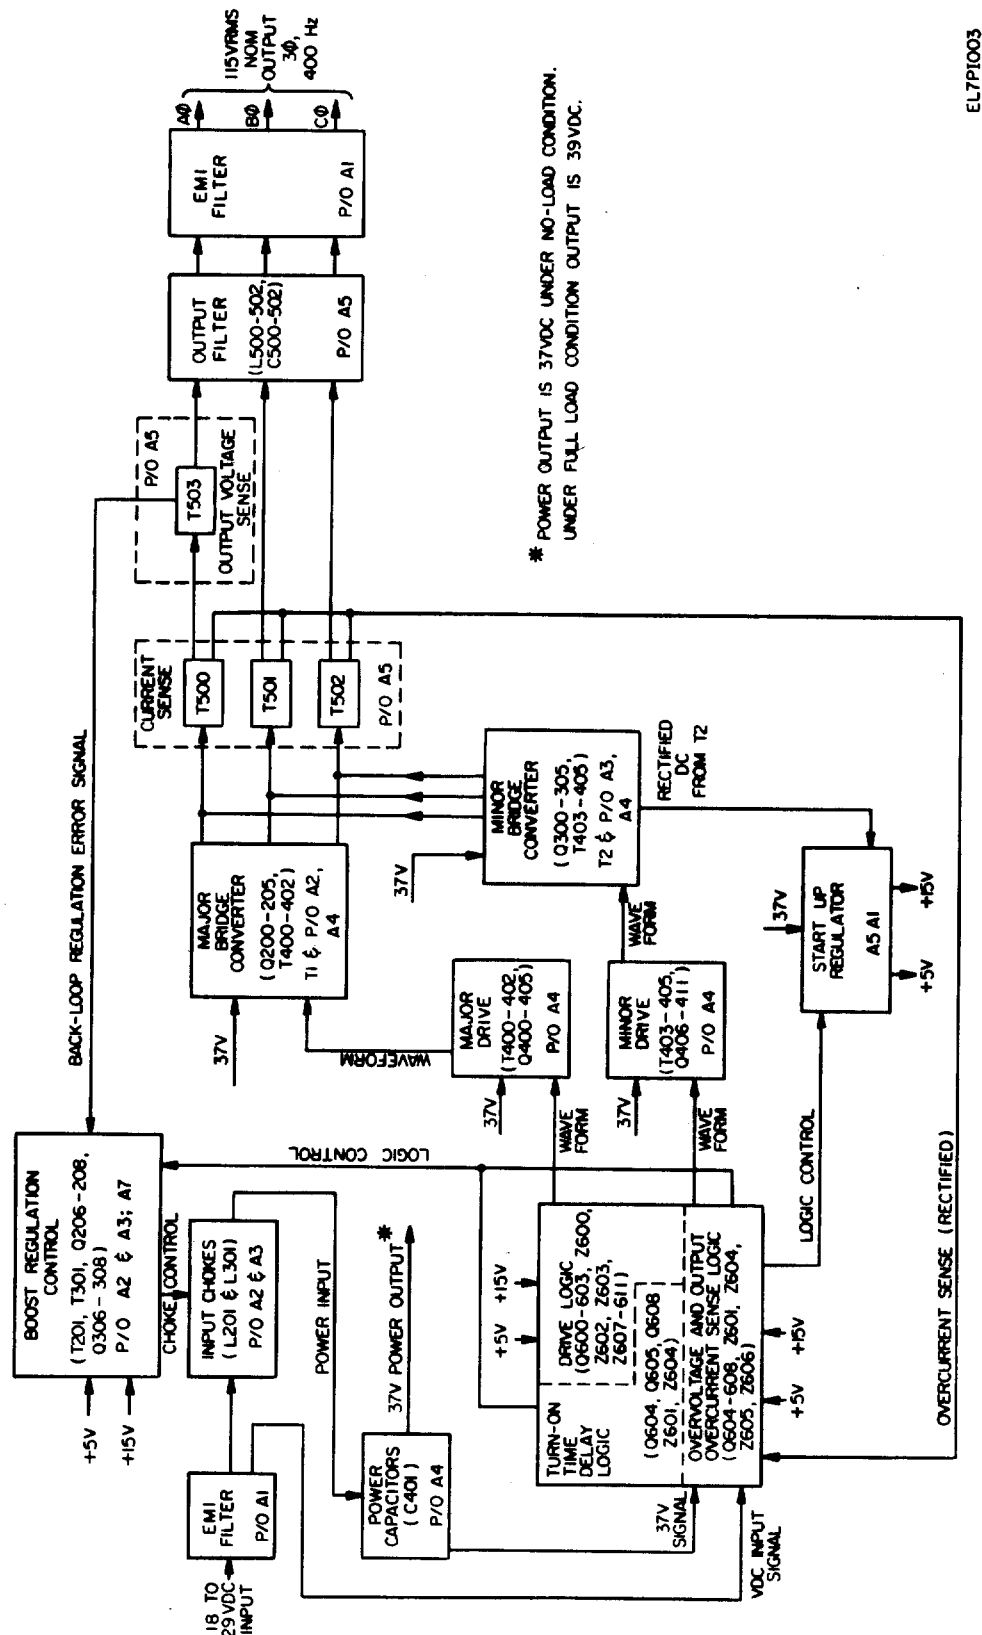 18 TO
29 VDC
INPUT
EMI
FILTER
P/O A1
+5V
+15V
BOOST REGULATION
CONTROL
(T201, T301, Q206-208,
Q306-308)
P/O A2 & A3; A7
CHOKE CONTROL
INPUT CHOKES
(L201 & L301)
P/O A2 & A3
POWER INPUT
POWER
CAPACITORS
(C401)
P/O A4
37V POWER OUTPUT*
37V
SIGNAL
VDC INPUT
SIGNAL
BACK-LOOP REGULATION ERROR SIGNAL
LOGIC CONTROL
+5V
+15V
TURN-ON
TIME
DELAY
LOGIC
(Q604, Q605, Q608
Z601, Z604)
DRIVE LOGIC
(Q600-603, Z600,
Z602, Z603,
Z607-611)
OVERVOLTAGE AND OUTPUT
OVERCURRENT SENSE LOGIC
(Q604-608, Z601, Z604,
Z605, Z606)
+5V
+15V
WAVE
FORM
WAVE
FORM
LOGIC CONTROL
37V
MAJOR
DRIVE
(T400-402,
Q400-405)
P/O A4
WAVEFORM
37V
MINOR
DRIVE
(T403-405,
Q406-411)
P/O A4
WAVE
FORM
37V
MAJOR
BRIDGE
CONVERTER
(Q200-205,
T400-402)
T1 & P/O A2,
A4
37V
MINOR
BRIDGE
CONVERTER
(Q300-305,
T403-405)
T2 & P/O A3,
A4
RECTIFIED
DC
FROM T2
37V
START UP
REGULATOR
A5 A1
+5V
+15V
CURRENT
SENSE
T500
T501
T502
P/O A5
OVERCURRENT SENSE (RECTIFIED)
P/O A5
T503
OUTPUT VOLTAGE
SENSE
OUTPUT
FILTER
(L500-502,
C500-502)
P/O A5
EMI
FILTER
P/O A1
AØ
BØ
CØ
115VRMS
NOM
OUTPUT
3Ø,
400 Hz
* POWER OUTPUT IS 37VDC UNDER NO-LOAD CONDITION.
UNDER FULL LOAD CONDITION OUTPUT IS 39VDC.
EL7PI003